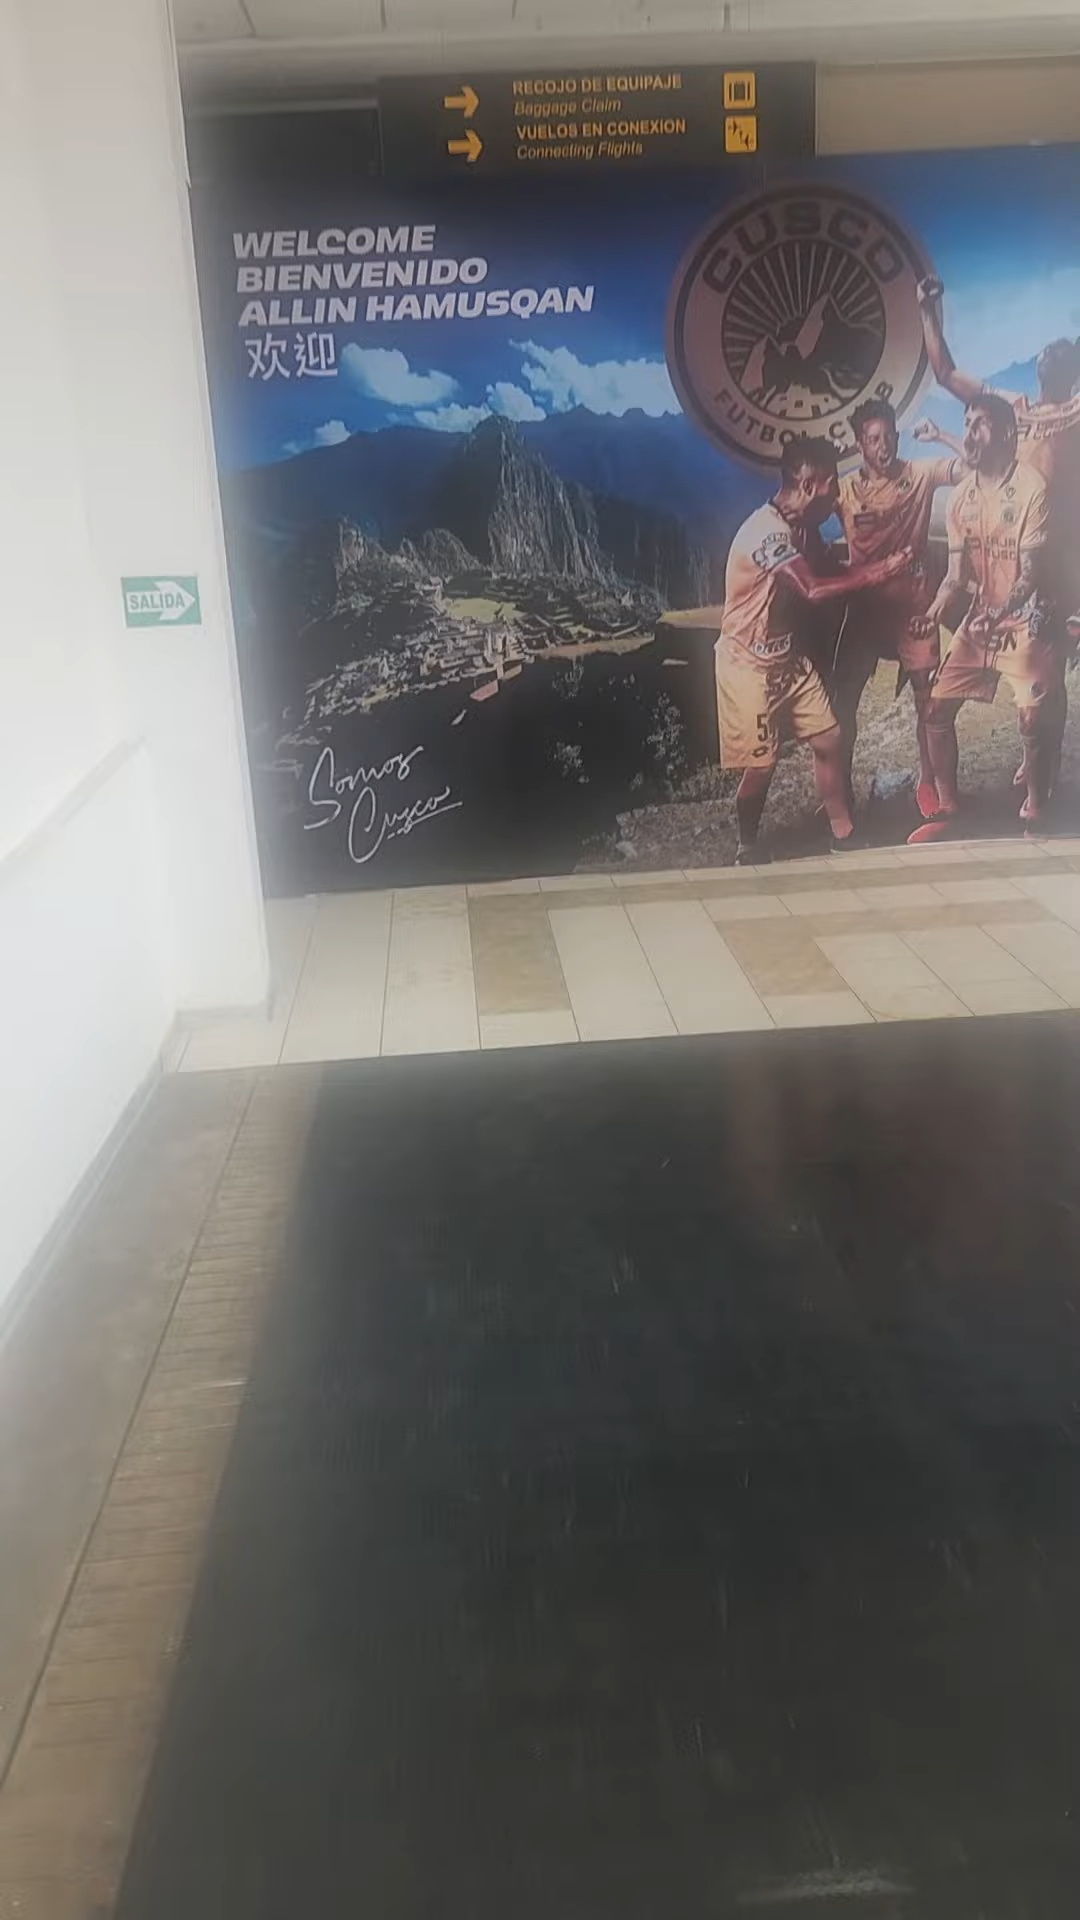 RECOJO DE EQUIPAJE
Baggage Claim
VUELOS EN CONEXION
Connecting Flights
WELCOME
BIENVENIDO
ALLIN HAMUSQAN
欢迎
CUSCO
FUTBOL CLUB
SALIDA
5
Somos
Cusco